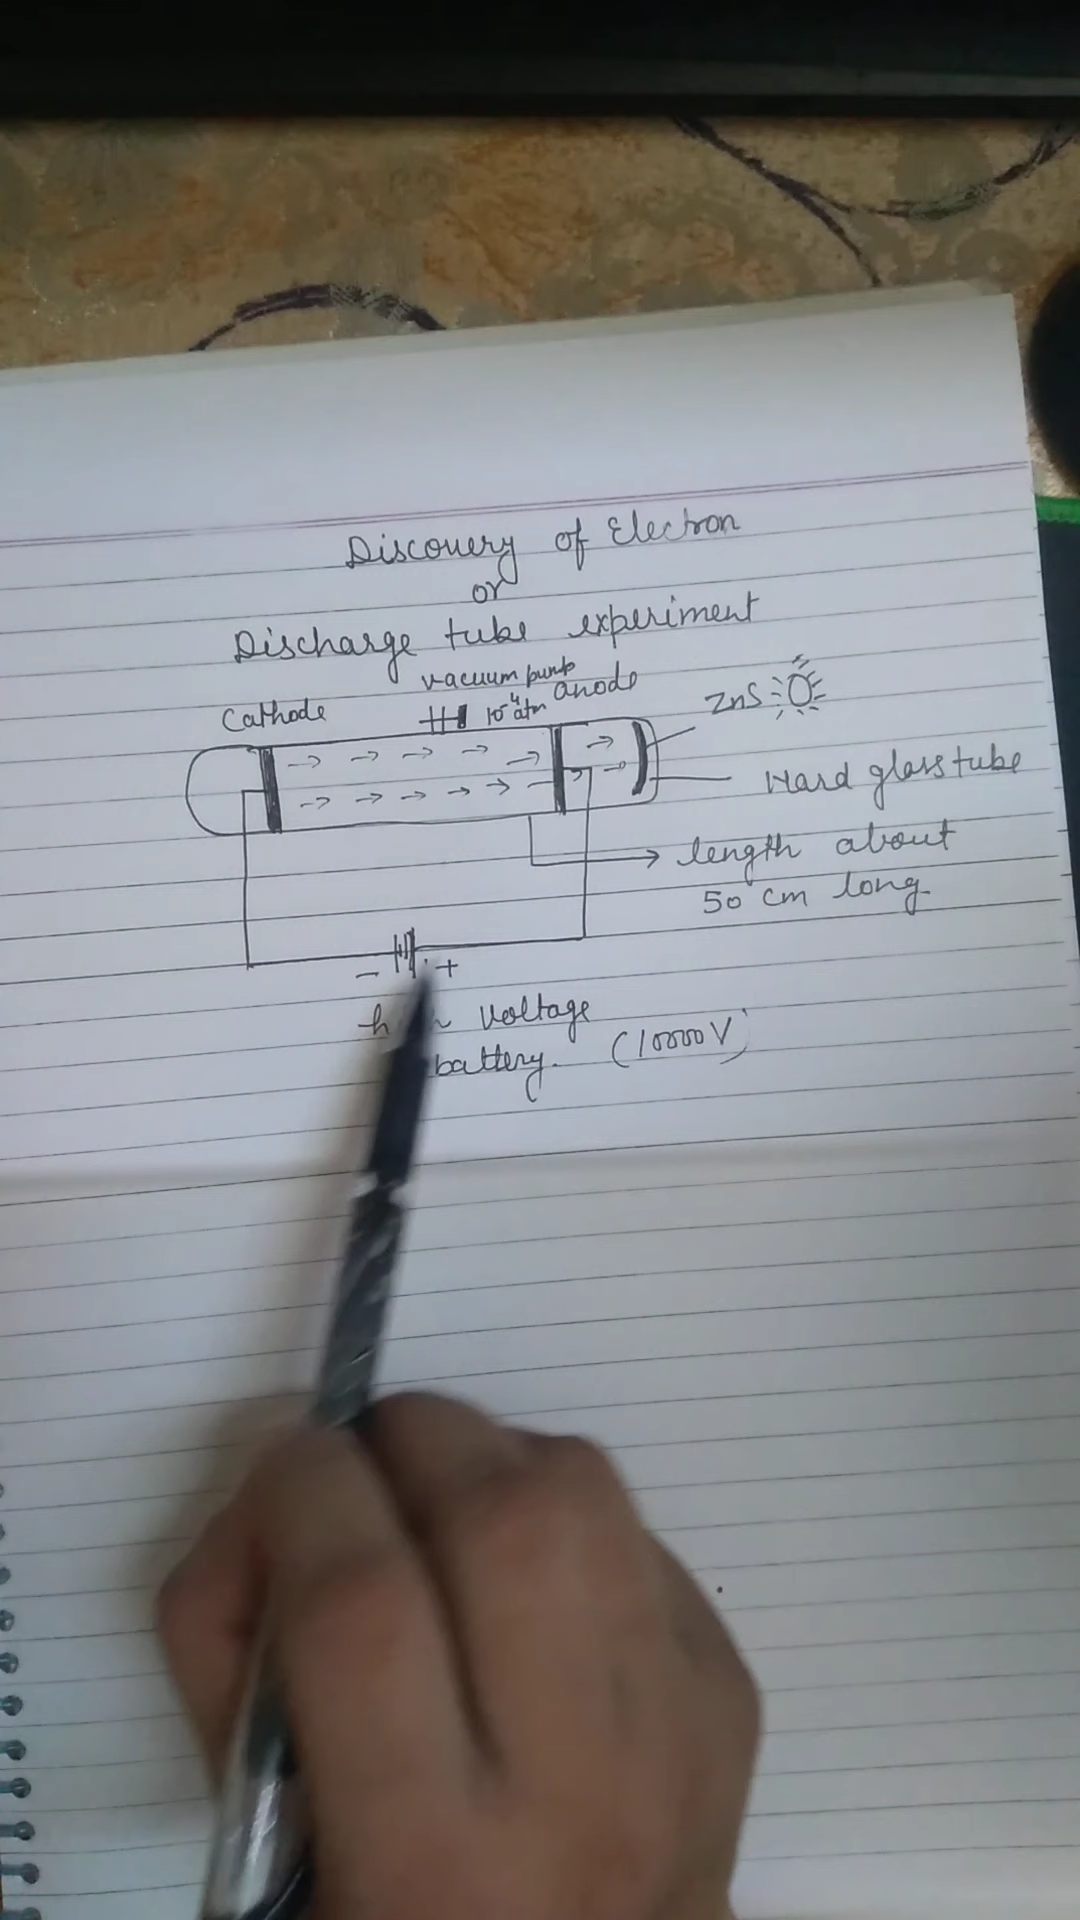 Discovery of Electron
or
Discharge tube experiment
vacuum pump
Cathode
10⁻⁴ atm
anode
ZnS
Hard glass tube
length about
50 cm long
- +
voltage
battery. (10000V)